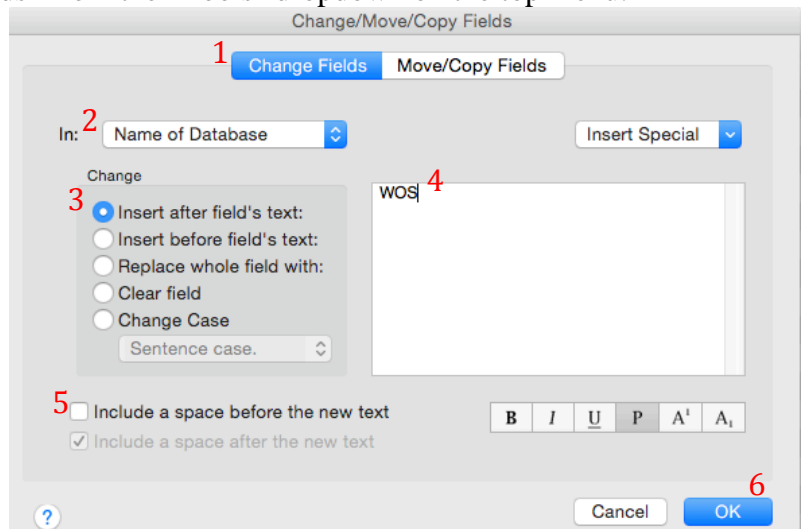 Change/Move/Copy Fields
1 Change Fields Move/Copy Fields
In: 2 Name of Database Insert Special
Change
3 Insert after field's text: WOS 4
Insert before field's text:
Replace whole field with:
Clear field
Change Case
Sentence case.
5 Include a space before the new text B I U P A¹ A₁
Include a space after the new text
6
? Cancel OK